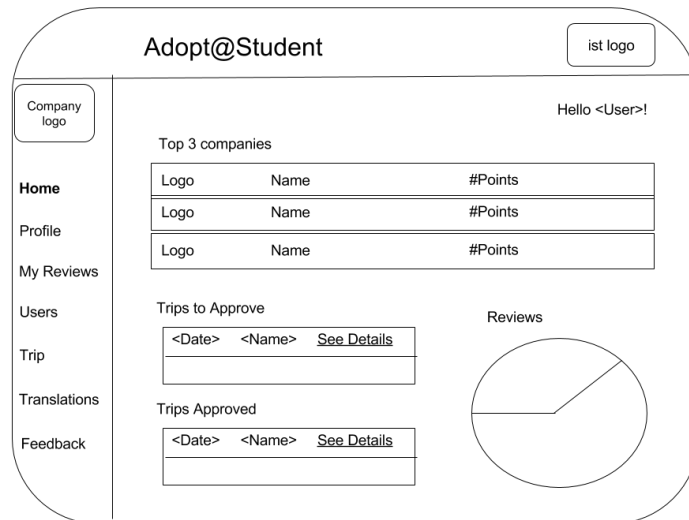 Adopt@Student
ist logo
Company
logo
Hello <User>!
Home
Profile
My Reviews
Users
Trip
Translations
Feedback
Top 3 companies
Logo Name #Points
Logo Name #Points
Logo Name #Points
Trips to Approve
<Date> <Name> See Details
Trips Approved
<Date> <Name> See Details
Reviews